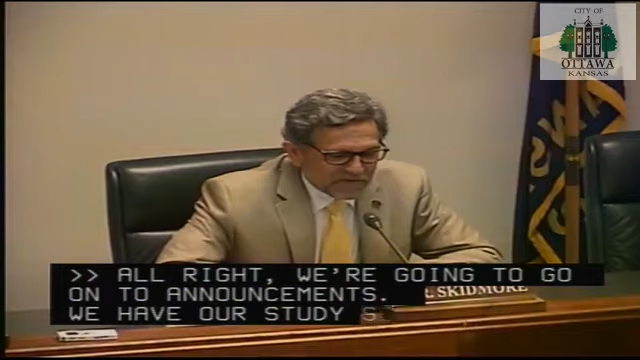 CITY OF
OTTAWA
KANSAS
>> ALL RIGHT, WE'RE GOING TO GO
ON TO ANNOUNCEMENTS.
SKIDMORE
WE HAVE OUR STUDY S